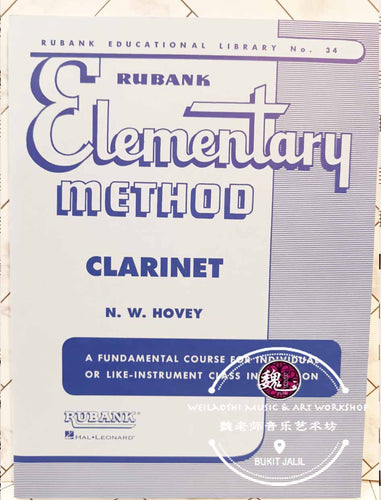 RUBANK EDUCATIONAL LIBRARY No. 34
RUBANK
Elementary
METHOD
CLARINET
N. W. HOVEY
A FUNDAMENTAL COURSE FOR INDIVIDUAL
OR LIKE-INSTRUMENT CLASS INSTRUCTION
魏
WEILAOSHI MUSIC & ART WORKSHOP
RUBANK
魏老师音乐艺术坊
HAL•LEONARD
BUKIT JALIL